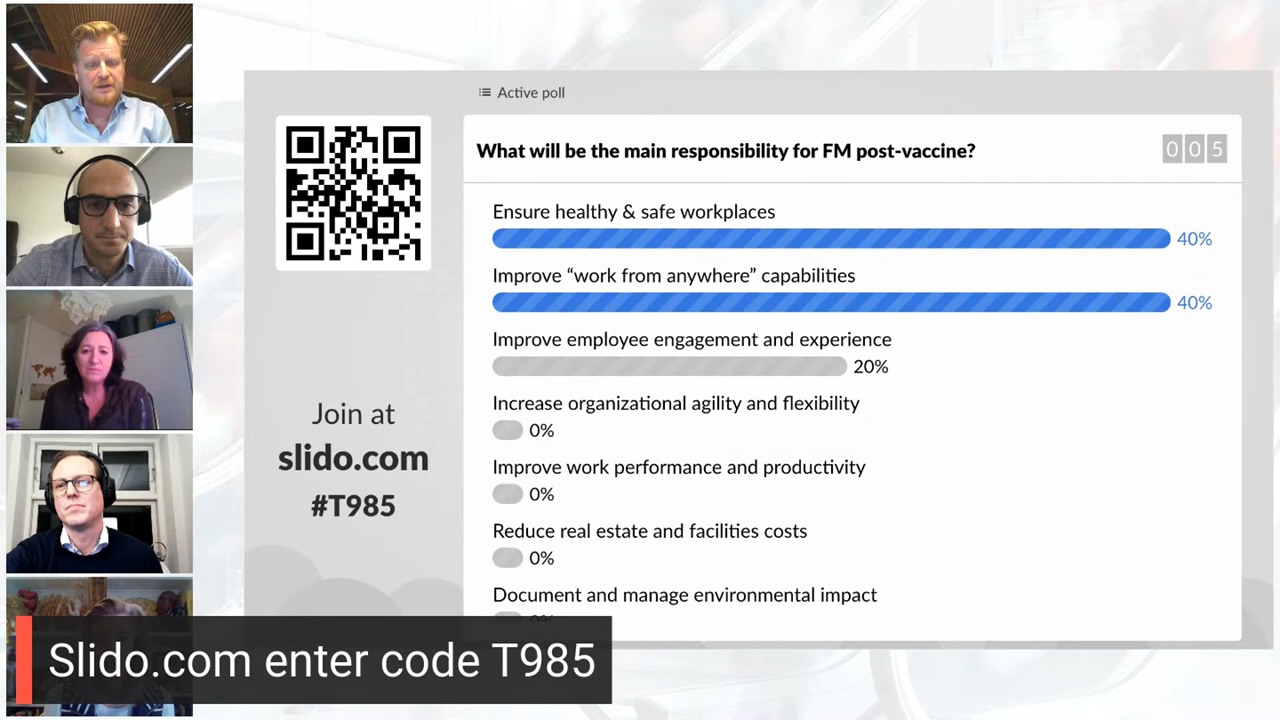 Active poll
What will be the main responsibility for FM post-vaccine?
005
Ensure healthy & safe workplaces
40%
Improve “work from anywhere” capabilities
40%
Improve employee engagement and experience
20%
Increase organizational agility and flexibility
0%
Improve work performance and productivity
0%
Reduce real estate and facilities costs
0%
Document and manage environmental impact
Join at
slido.com
#T985
Slido.com enter code T985